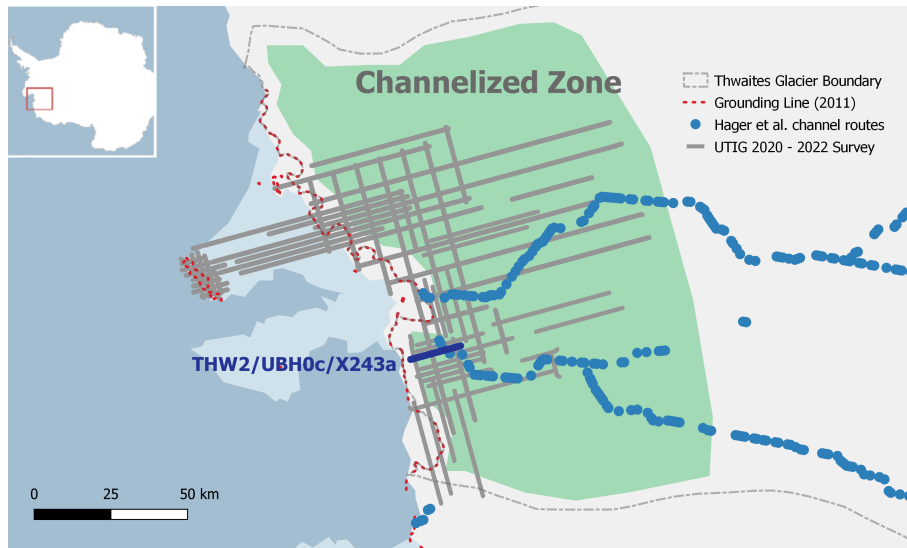 Channelized Zone
Thwaites Glacier Boundary
Grounding Line (2011)
Hager et al. channel routes
UTIG 2020 - 2022 Survey
THW2/UBH0c/X243a
0 25 50 km